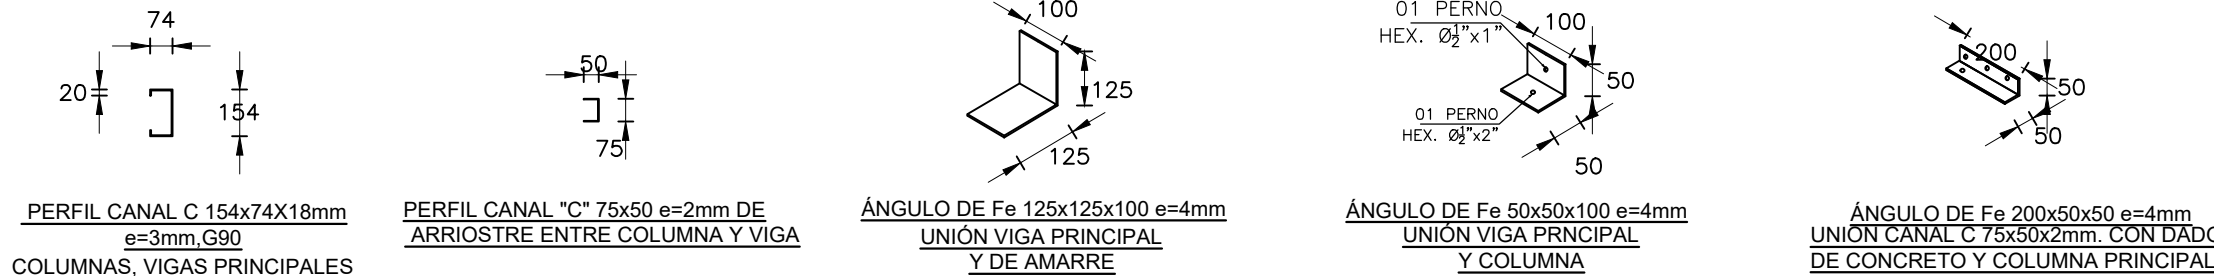 74
20
154
PERFIL CANAL C 154x74X18mm
e=3mm,G90
COLUMNAS, VIGAS PRINCIPALES
50
75
PERFIL CANAL "C" 75x50 e=2mm DE
ARRIOSTRE ENTRE COLUMNA Y VIGA
100
125
125
ÁNGULO DE Fe 125x125x100 e=4mm
UNIÓN VIGA PRINCIPAL
Y DE AMARRE
01 PERNO
HEX. Ø1/2"x1"
100
50
01 PERNO
HEX. Ø1/2"x2"
50
ÁNGULO DE Fe 50x50x100 e=4mm
UNIÓN VIGA PRNCIPAL
Y COLUMNA
200
50
50
ÁNGULO DE Fe 200x50x50 e=4mm
UNIÓN CANAL C 75x50x2mm. CON DADO
DE CONCRETO Y COLUMNA PRINCIPAL